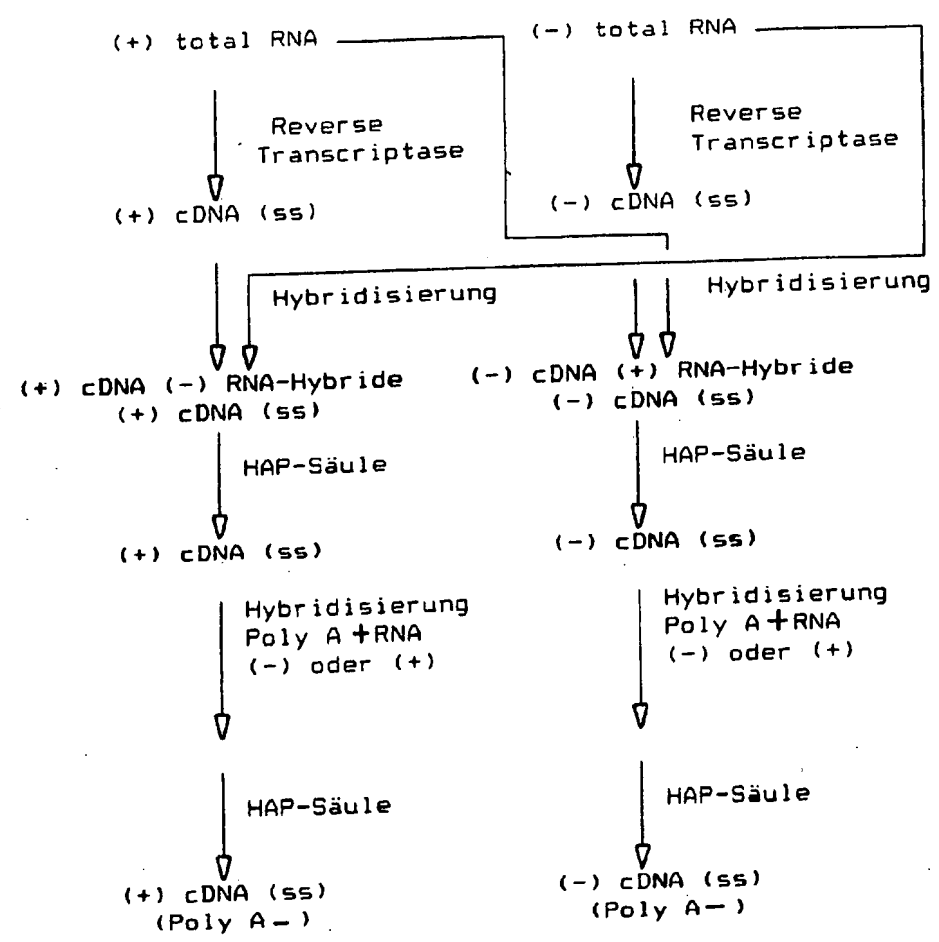 (+) total RNA
(-) total RNA
Reverse
Transcriptase
Reverse
Transcriptase
(+) cDNA (ss)
(-) cDNA (ss)
Hybridisierung
Hybridisierung
(+) cDNA (-) RNA-Hybride
(+) cDNA (ss)
(-) cDNA (+) RNA-Hybride
(-) cDNA (ss)
HAP-Säule
HAP-Säule
(+) cDNA (ss)
(-) cDNA (ss)
Hybridisierung
Poly A+RNA
(-) oder (+)
Hybridisierung
Poly A+RNA
(-) oder (+)
HAP-Säule
HAP-Säule
(+) cDNA (ss)
(Poly A-)
(-) cDNA (ss)
(Poly A-)